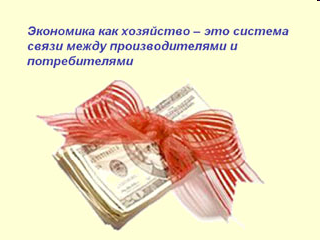 Экономика как хозяйство – это система
связи между производителями и
потребителями